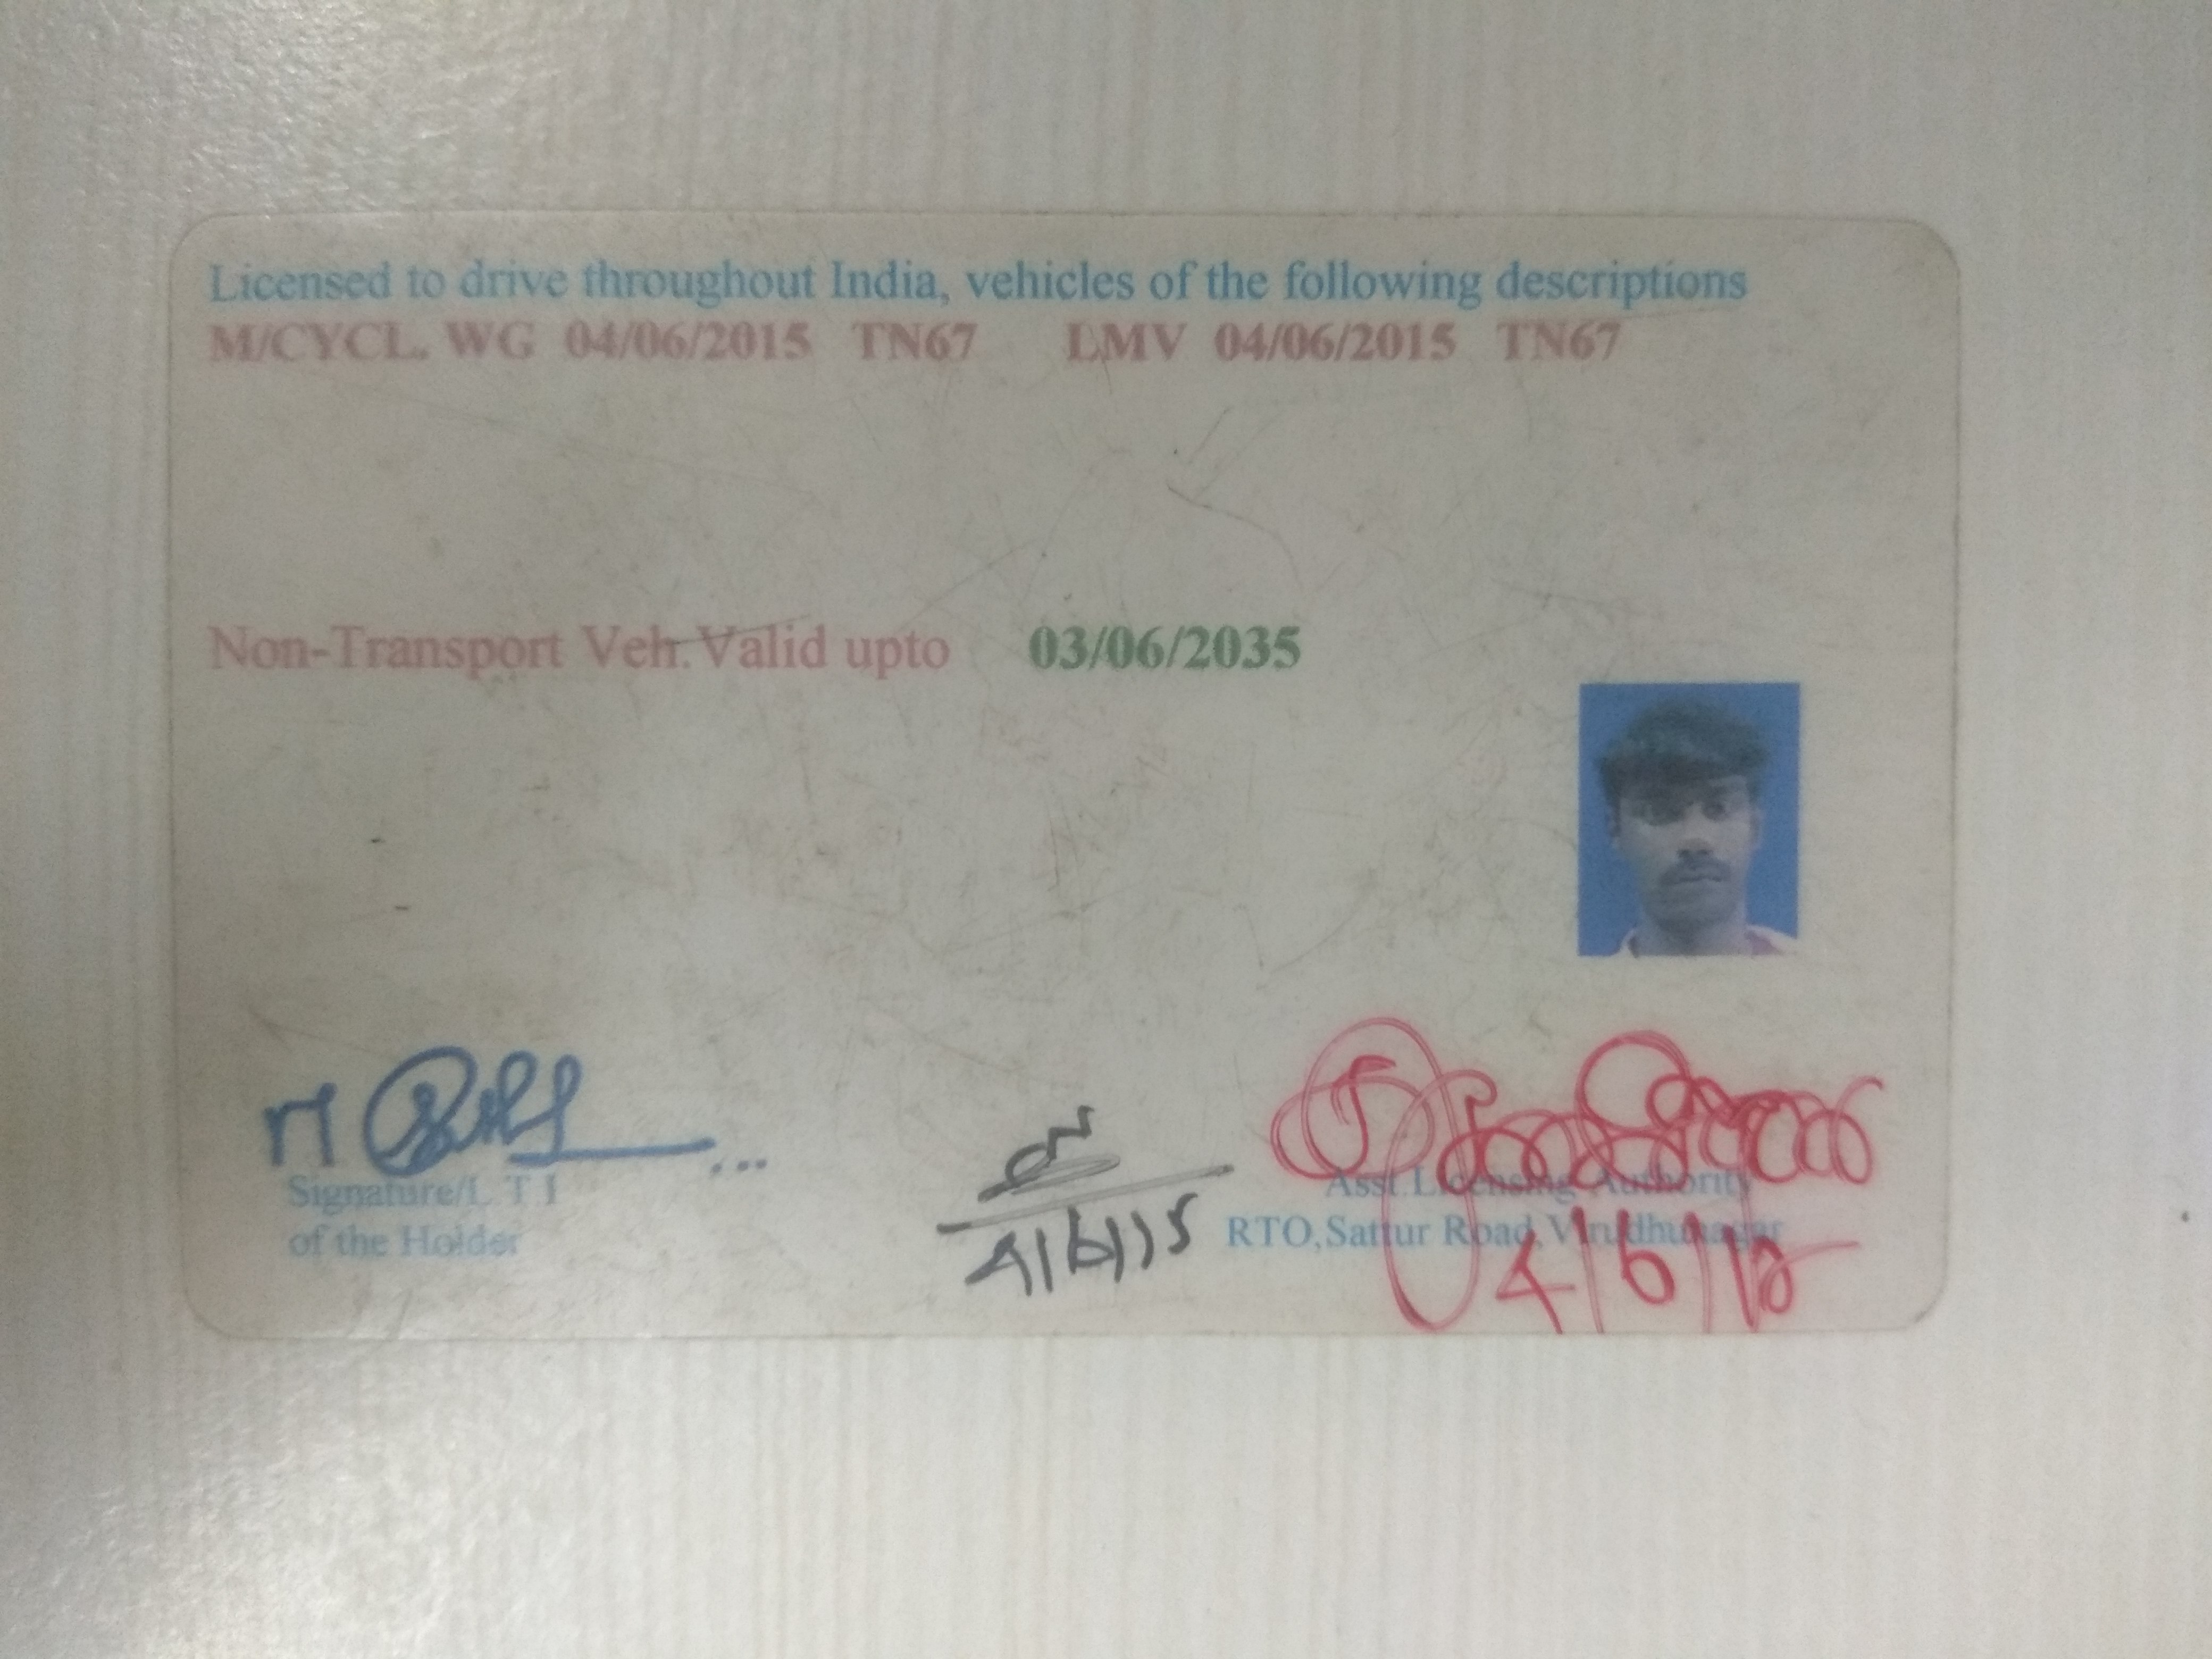 Licensed to drive throughout India, vehicles of the following descriptions
M/CYCL. WG 04/06/2015 TN67 LMV 04/06/2015 TN67
Non-Transport Veh.Valid upto 03/06/2035
Signature/L T I
of the Holder
4/6/15
Asst.Licensing Authority
RTO,Sattur Road,Virudhunagar
4/6/15